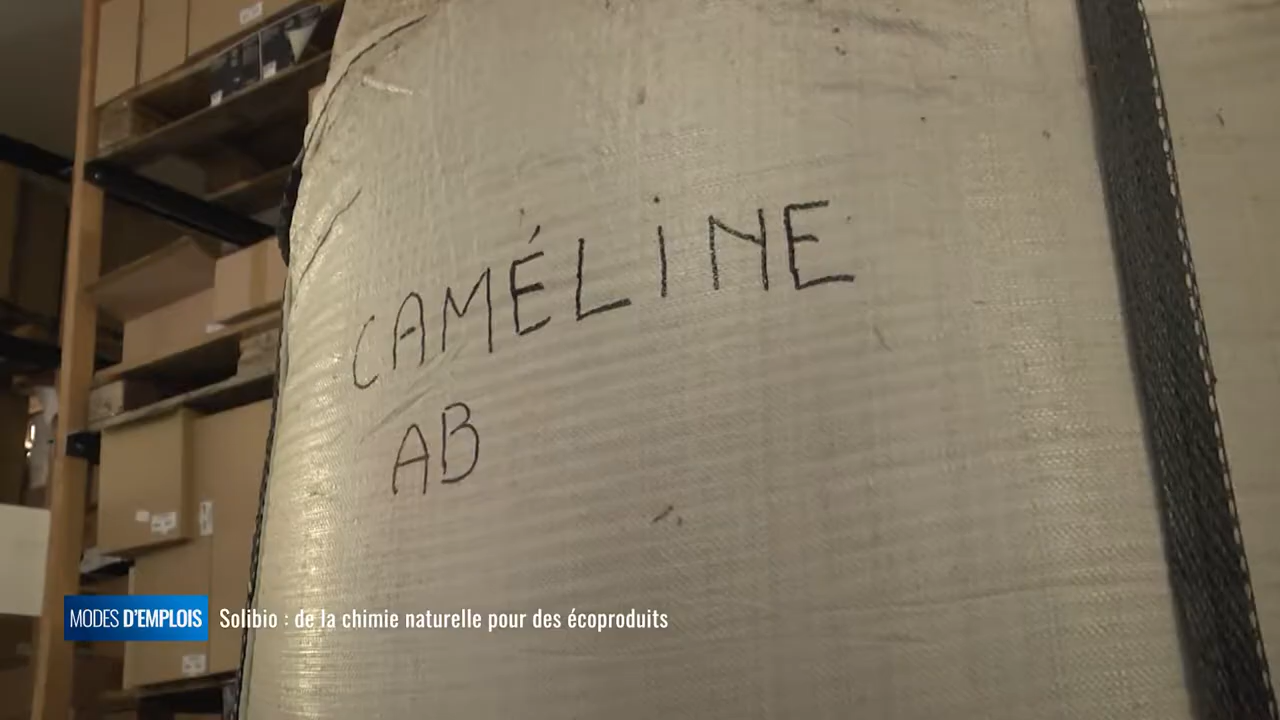 CAMÉLiNE
AB
MODES D'EMPLOIS Solibio : de la chimie naturelle pour des écoproduits